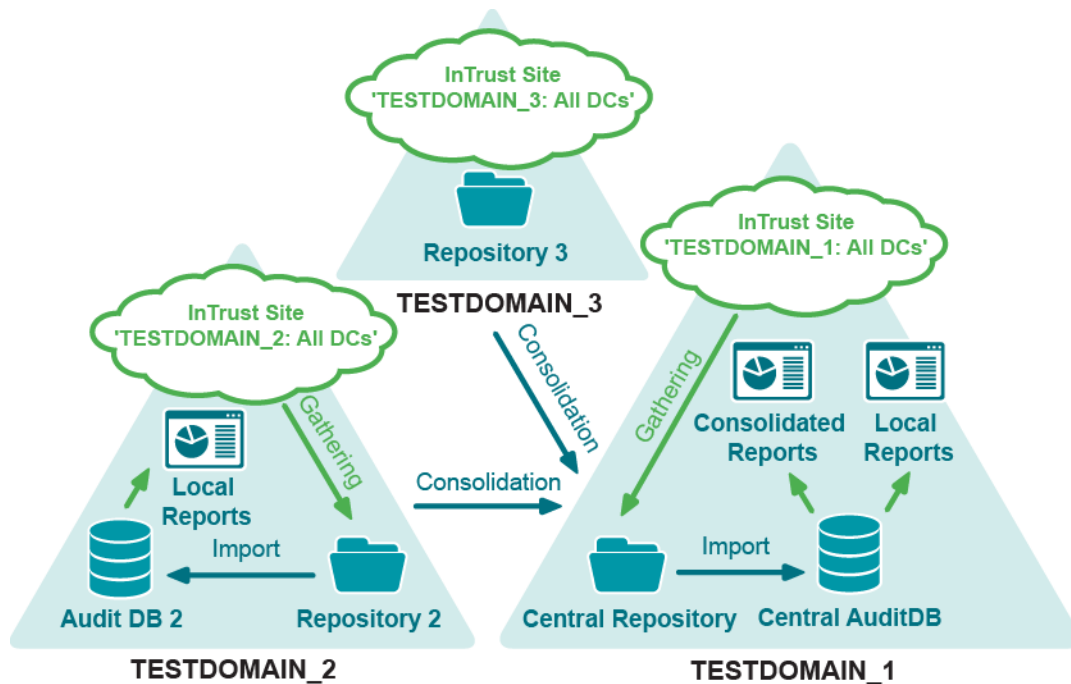 InTrust Site
'TESTDOMAIN_3: All DCs'
Repository 3
TESTDOMAIN_3
InTrust Site
'TESTDOMAIN_1: All DCs'
InTrust Site
'TESTDOMAIN_2: All DCs'
Consolidation
Gathering
Consolidated
Reports
Local
Reports
Gathering
Local
Reports
Consolidation
Import
Audit DB 2
Repository 2
TESTDOMAIN_2
Import
Central Repository
Central AuditDB
TESTDOMAIN_1